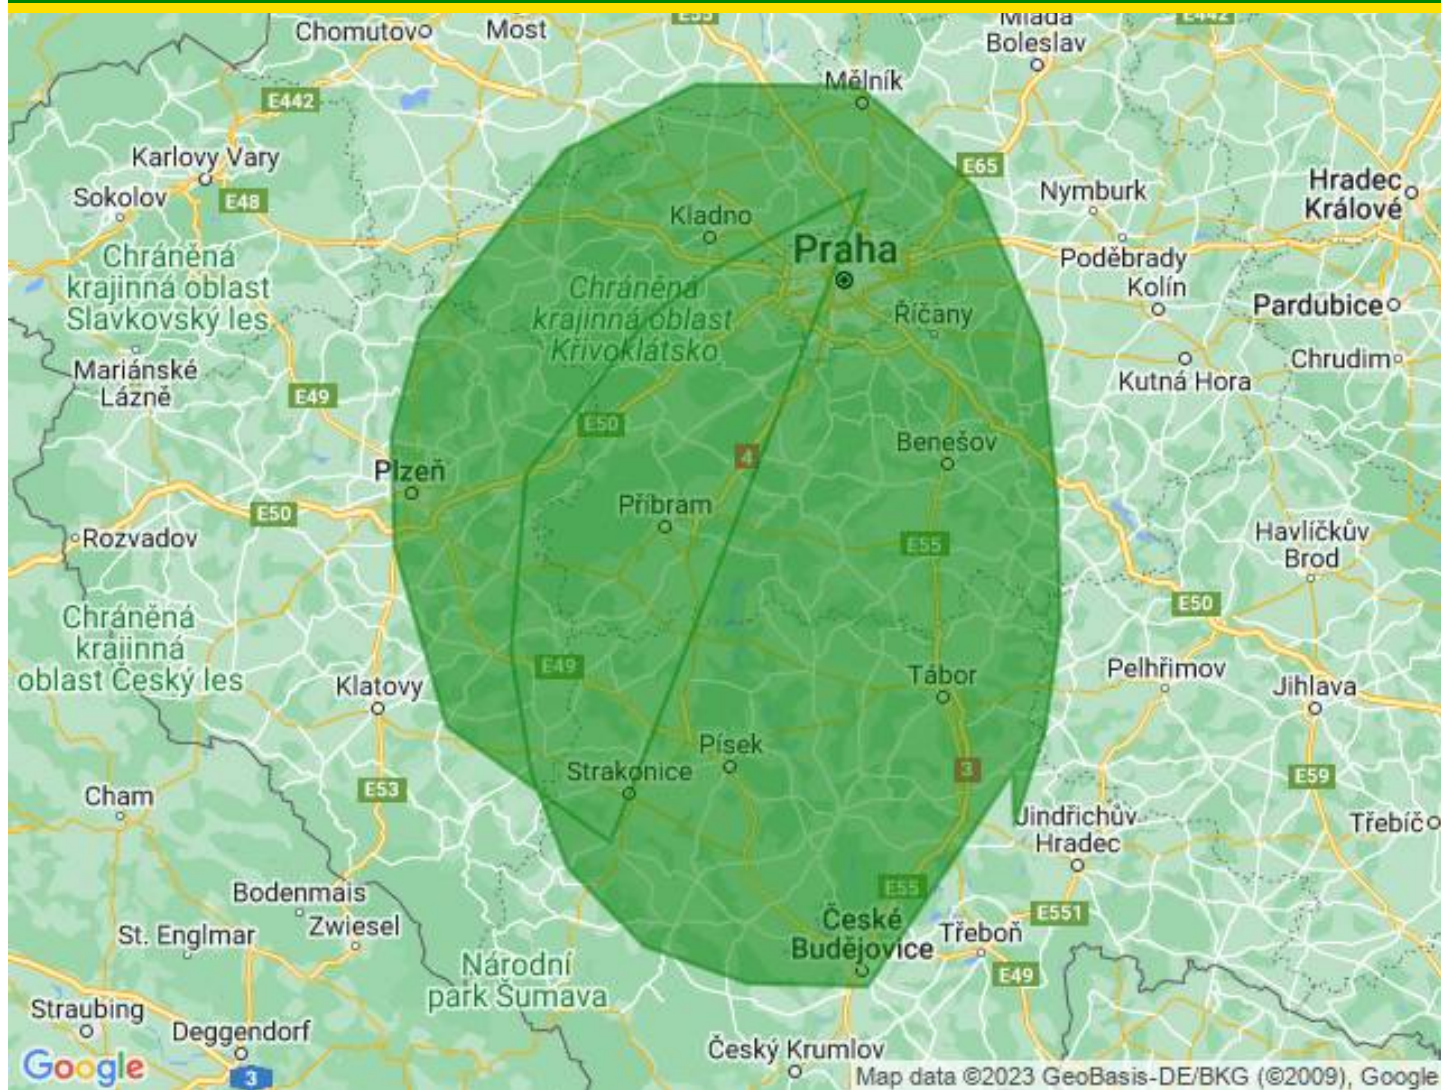 E55
Mladá
E442
Chomutov
Most
Boleslav
Mělník
E442
Karlovy Vary
E65
Sokolov
E48
Nymburk
Hradec
Králové
Kladno
Praha
Chráněná
krajinná oblast
Slavkovský les
Poděbrady
Kolín
Chráněná
krajinná oblast
Křivoklátsko
Říčany
Pardubice
Mariánské
Lázně
E49
Kutná Hora
Chrudim
E50
Benešov
4
Plzeň
E50
Příbram
Rozvadov
E55
Havlíčkův
Brod
Chráněná
krajinná
oblast Český les
E50
E49
Klatovy
Tábor
Pelhřimov
Jihlava
Písek
Strakonice
3
E53
E59
Cham
Jindřichův
Hradec
Třebíč
Bodenmais
Zwiesel
E55
České
Budějovice
E551
St. Englmar
Třeboň
Národní
park Šumava
E49
Straubing
Deggendorf
Český Krumlov
Google
3
Map data ©2023 GeoBasis-DE/BKG (©2009), Google